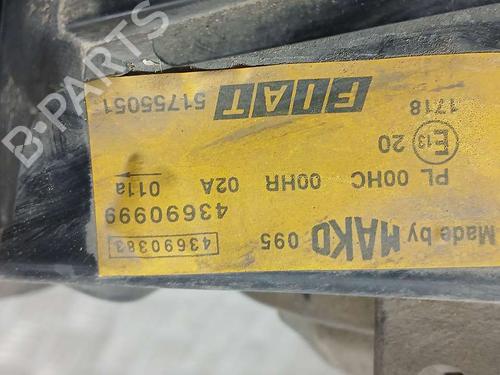 Made by MAKO 095
43690383
43690999
PL 00HC 00HR 02A 011a
E13 20
1718
FIAT 51755051
B-PARTS